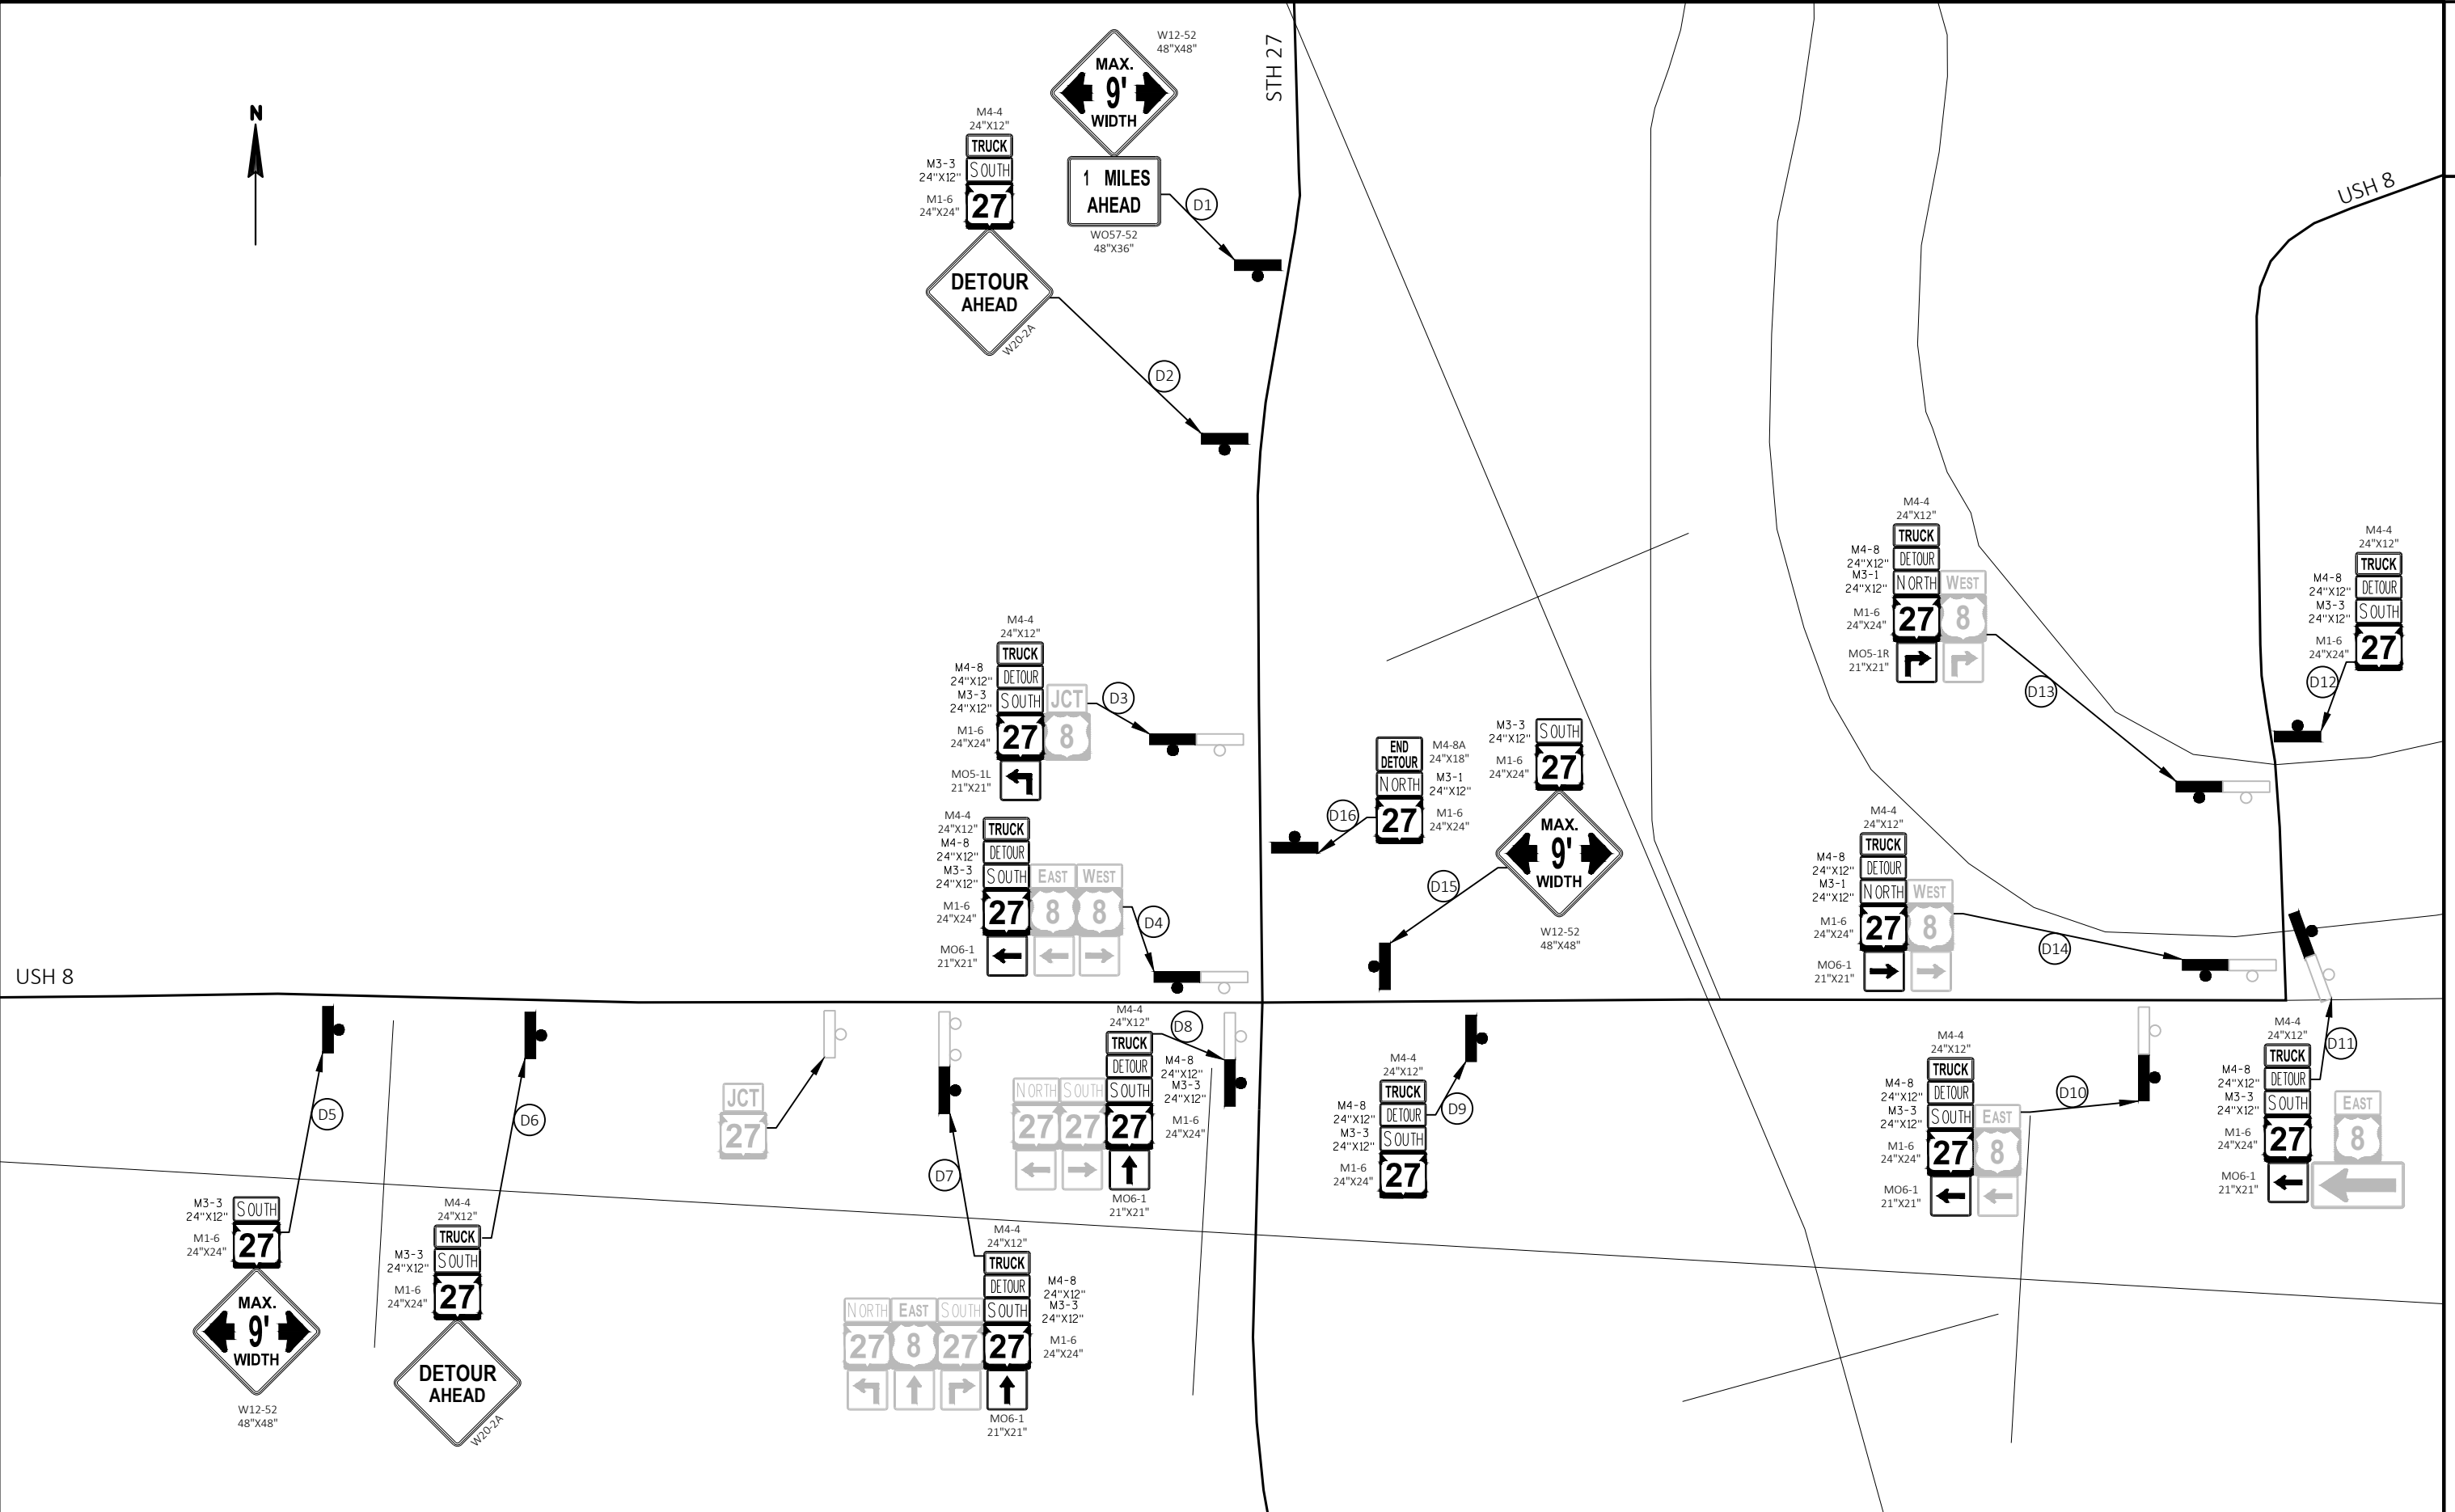 W12-52
48"X48"
MAX.
9'
WIDTH
1 MILES
AHEAD
WO57-52
48"X36"
D1
STH 27
N
M4-4
24"X12"
TRUCK
M3-3
24"X12"
SOUTH
M1-6
24"X24"
27
DETOUR
AHEAD
W20-2A
D2
USH 8
M4-4
24"X12"
TRUCK
M4-8
24"X12"
DETOUR
M3-3
24"X12"
SOUTH
JCT
M1-6
24"X24"
27
8
MO5-1L
21"X21"
D3
M4-4
24"X12"
TRUCK
M4-8
24"X12"
DETOUR
M3-3
24"X12"
SOUTH
EAST
WEST
M1-6
24"X24"
27
8
8
MO6-1
21"X21"
D4
END
DETOUR
M4-8A
24"X18"
NORTH
M3-1
24"X12"
27
M1-6
24"X24"
D16
M3-3
24"X12"
SOUTH
M1-6
24"X24"
27
MAX.
9'
WIDTH
W12-52
48"X48"
D15
M4-4
24"X12"
TRUCK
M4-8
24"X12"
DETOUR
M3-1
24"X12"
NORTH
WEST
M1-6
24"X24"
27
8
MO5-1R
21"X21"
D13
M4-4
24"X12"
TRUCK
M4-8
24"X12"
DETOUR
M3-3
24"X12"
SOUTH
M1-6
24"X24"
27
D12
M4-4
24"X12"
TRUCK
M4-8
24"X12"
DETOUR
M3-1
24"X12"
NORTH
WEST
M1-6
24"X24"
27
8
MO6-1
21"X21"
D14
USH 8
M3-3
24"X12"
SOUTH
M1-6
24"X24"
27
MAX.
9'
WIDTH
W12-52
48"X48"
D5
M4-4
24"X12"
TRUCK
M3-3
24"X12"
SOUTH
M1-6
24"X24"
27
DETOUR
AHEAD
W20-2A
D6
JCT
27
D7
M4-4
24"X12"
TRUCK
DETOUR
M4-8
24"X12"
NORTH
EAST
SOUTH
SOUTH
M3-3
24"X12"
27
8
27
27
M1-6
24"X24"
MO6-1
21"X21"
M4-4
24"X12"
D8
TRUCK
DETOUR
M4-8
24"X12"
NORTH
SOUTH
SOUTH
M3-3
24"X12"
27
27
27
M1-6
24"X24"
MO6-1
21"X21"
M4-4
24"X12"
TRUCK
M4-8
24"X12"
DETOUR
M3-3
24"X12"
SOUTH
M1-6
24"X24"
27
D9
M4-4
24"X12"
TRUCK
M4-8
24"X12"
DETOUR
M3-3
24"X12"
SOUTH
EAST
M1-6
24"X24"
27
8
MO6-1
21"X21"
D10
M4-4
24"X12"
TRUCK
M4-8
24"X12"
DETOUR
M3-3
24"X12"
SOUTH
EAST
M1-6
24"X24"
27
8
MO6-1
21"X21"
D11